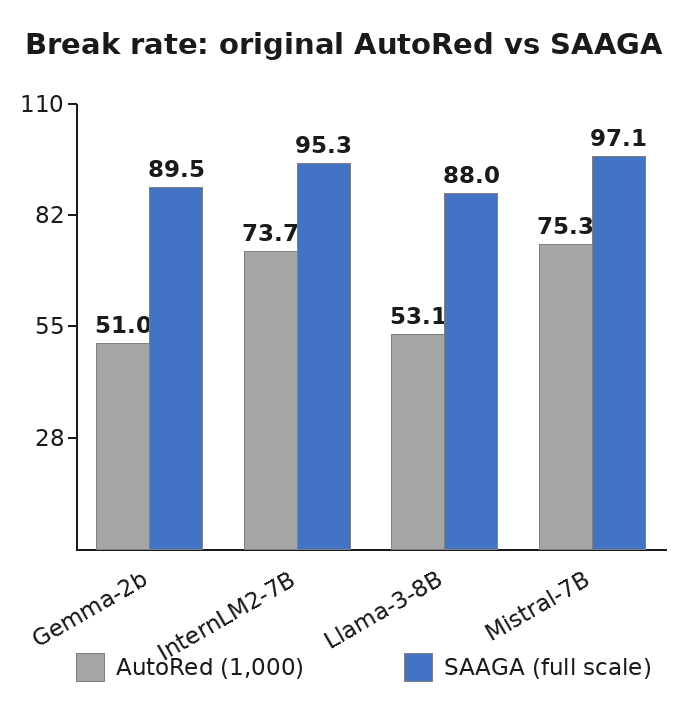 Break rate: original AutoRed vs SAAGA
110
82
55
28
51.0
89.5
73.7
95.3
53.1
88.0
75.3
97.1
Gemma-2b
InternLM2-7B
Llama-3-8B
Mistral-7B
AutoRed (1,000)
SAAGA (full scale)